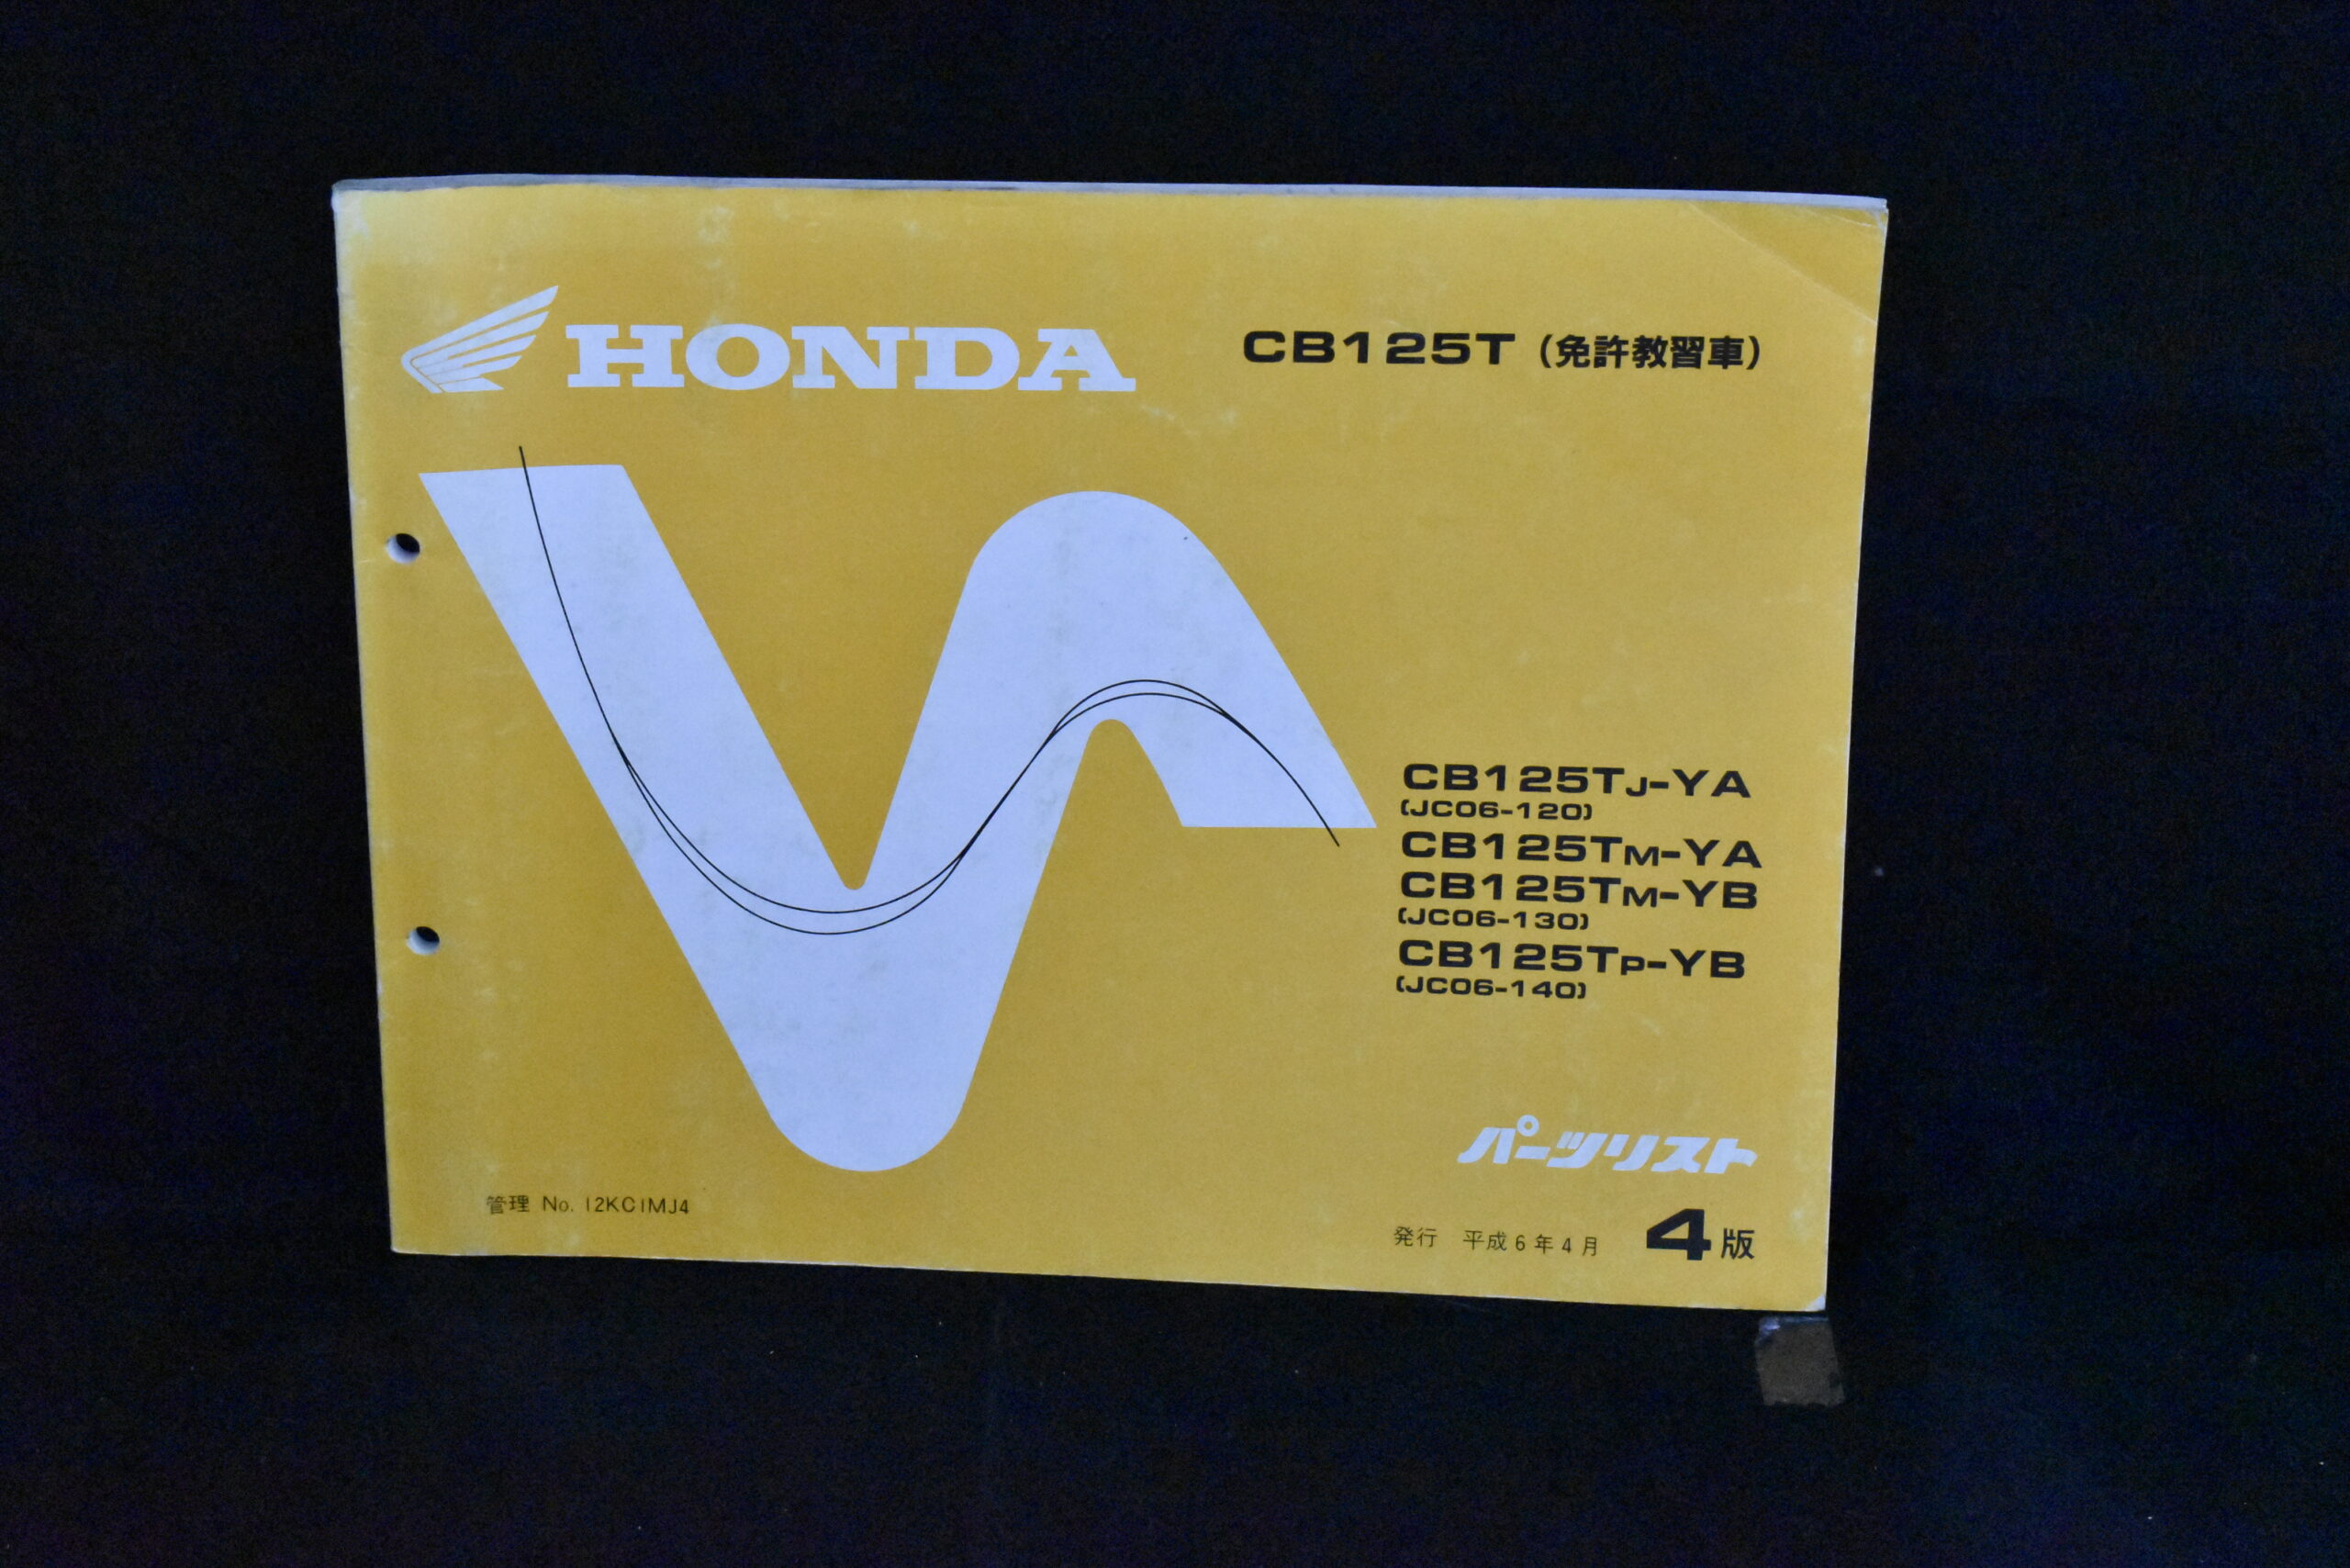 HONDA
CB125T（免許教習車）
CB125TJ-YA
(JC06-120)
CB125TM-YA
CB125TM-YB
(JC06-130)
CB125TP-YB
(JC06-140)
パーツリスト
管理 No. 12KC1MJ4
発行 平成6年4月 4版